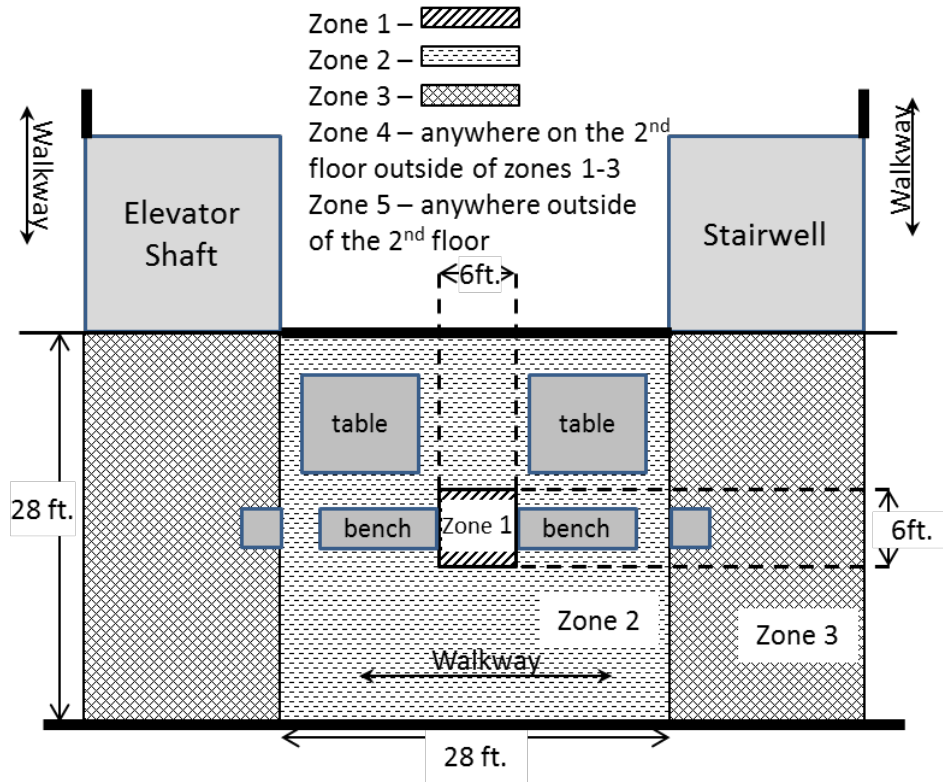 Zone 1 –
Zone 2 –
Zone 3 –
Zone 4 – anywhere on the 2nd
floor outside of zones 1-3
Zone 5 – anywhere outside
of the 2nd floor
Walkway
Walkway
Elevator
Shaft
Stairwell
6ft.
table
table
28 ft.
bench
Zone 1
bench
6ft.
Zone 2
Zone 3
Walkway
28 ft.